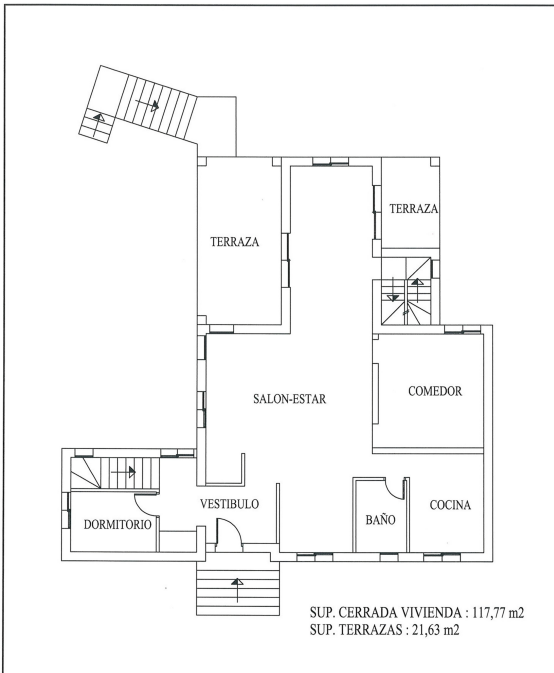 TERRAZA
TERRAZA
SALON-ESTAR
COMEDOR
VESTIBULO
COCINA
DORMITORIO
BAÑO
SUP. CERRADA VIVIENDA : 117,77 m2
SUP. TERRAZAS : 21,63 m2